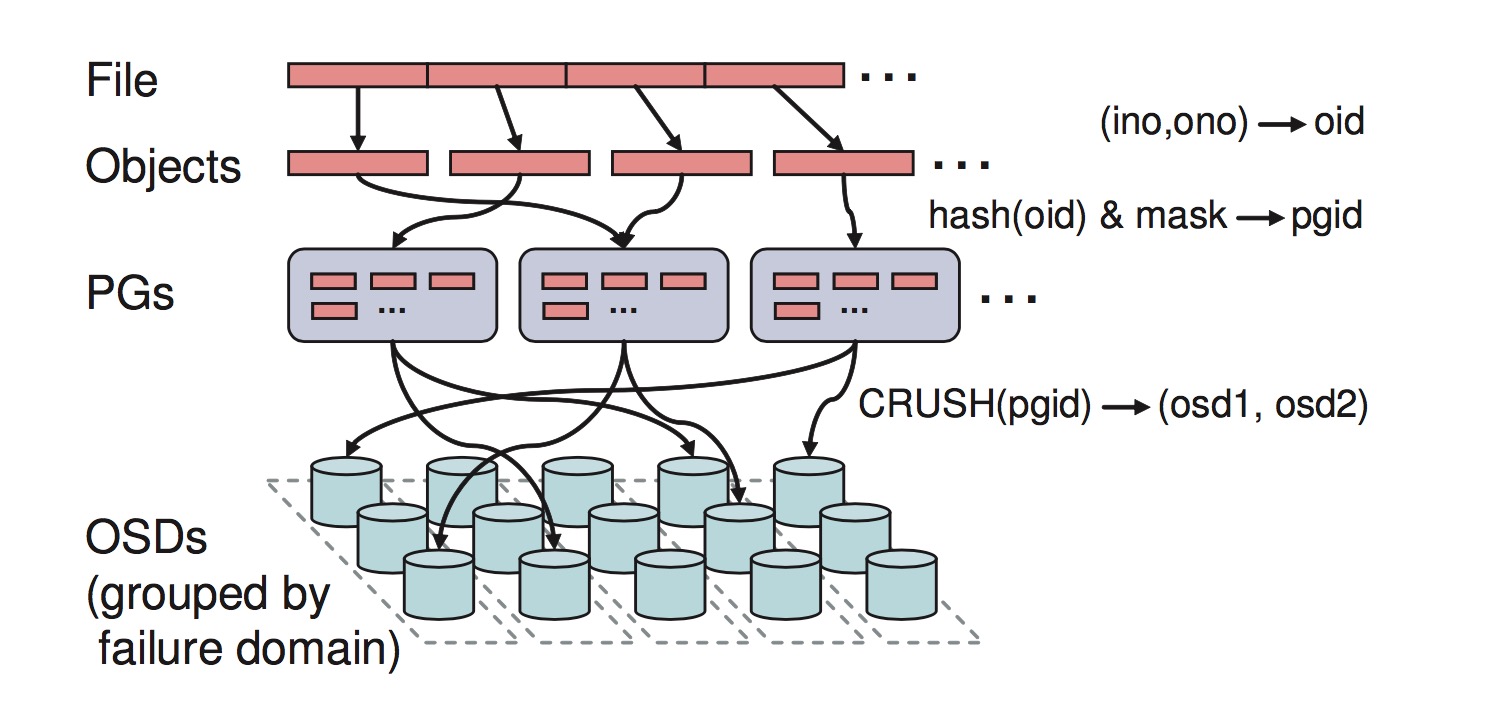 File
...
(ino,ono) → oid
Objects
...
hash(oid) & mask → pgid
PGs
...
...
...
...
CRUSH(pgid) → (osd1, osd2)
OSDs
(grouped by
failure domain)